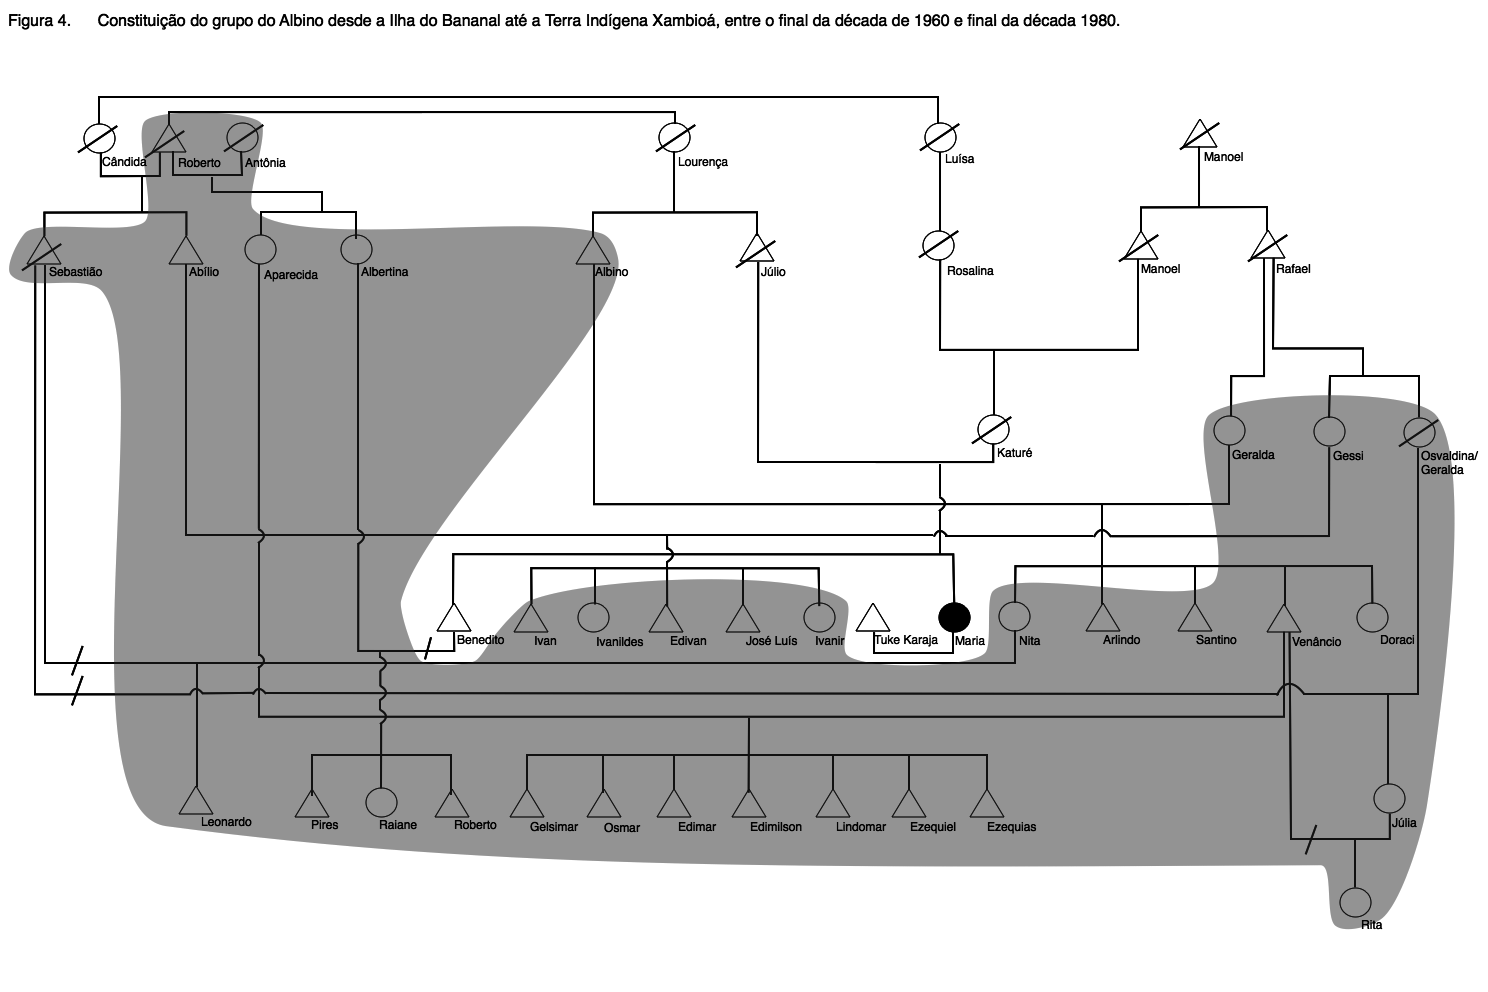 Figura 4. Constituição do grupo do Albino desde a Ilha do Bananal até a Terra Indígena Xambioá, entre o final da década de 1960 e final da década 1980.
Cândida
Roberto
Antônia
Lourença
Luísa
Manoel
Sebastião
Abílio
Aparecida
Albertina
Albino
Júlio
Rosalina
Manoel
Rafael
Katuré
Geralda
Gessi
Osvaldina/
Geralda
Benedito
Ivan
Ivanildes
Edivan
José Luís
Ivanir
Tuke Karaja
Maria
Nita
Arlindo
Santino
Venâncio
Doraci
Leonardo
Pires
Raiane
Roberto
Gelsimar
Osmar
Edimar
Edimilson
Lindomar
Ezequiel
Ezequias
Júlia
Rita